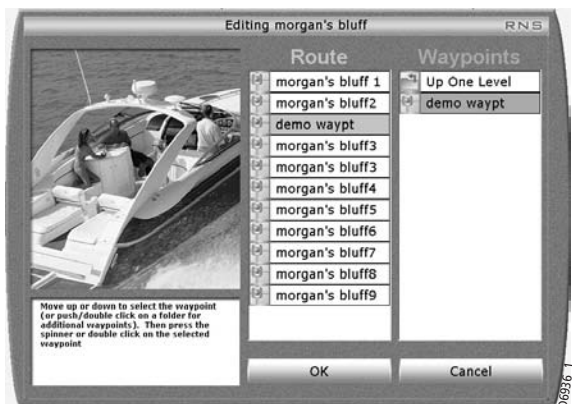 Editing morgan's bluff
RNS
Route
morgan's bluff 1
morgan's bluff2
demo waypt
morgan's bluff3
morgan's bluff3
morgan's bluff4
morgan's bluff5
morgan's bluff6
morgan's bluff7
morgan's bluff8
morgan's bluff9
Waypoints
Up One Level
demo waypt
Move up or down to select the waypoint
(or push/double click on a folder for
additional waypoints). Then press the
spinner or double click on the selected
waypoint
OK
Cancel
D6936_1